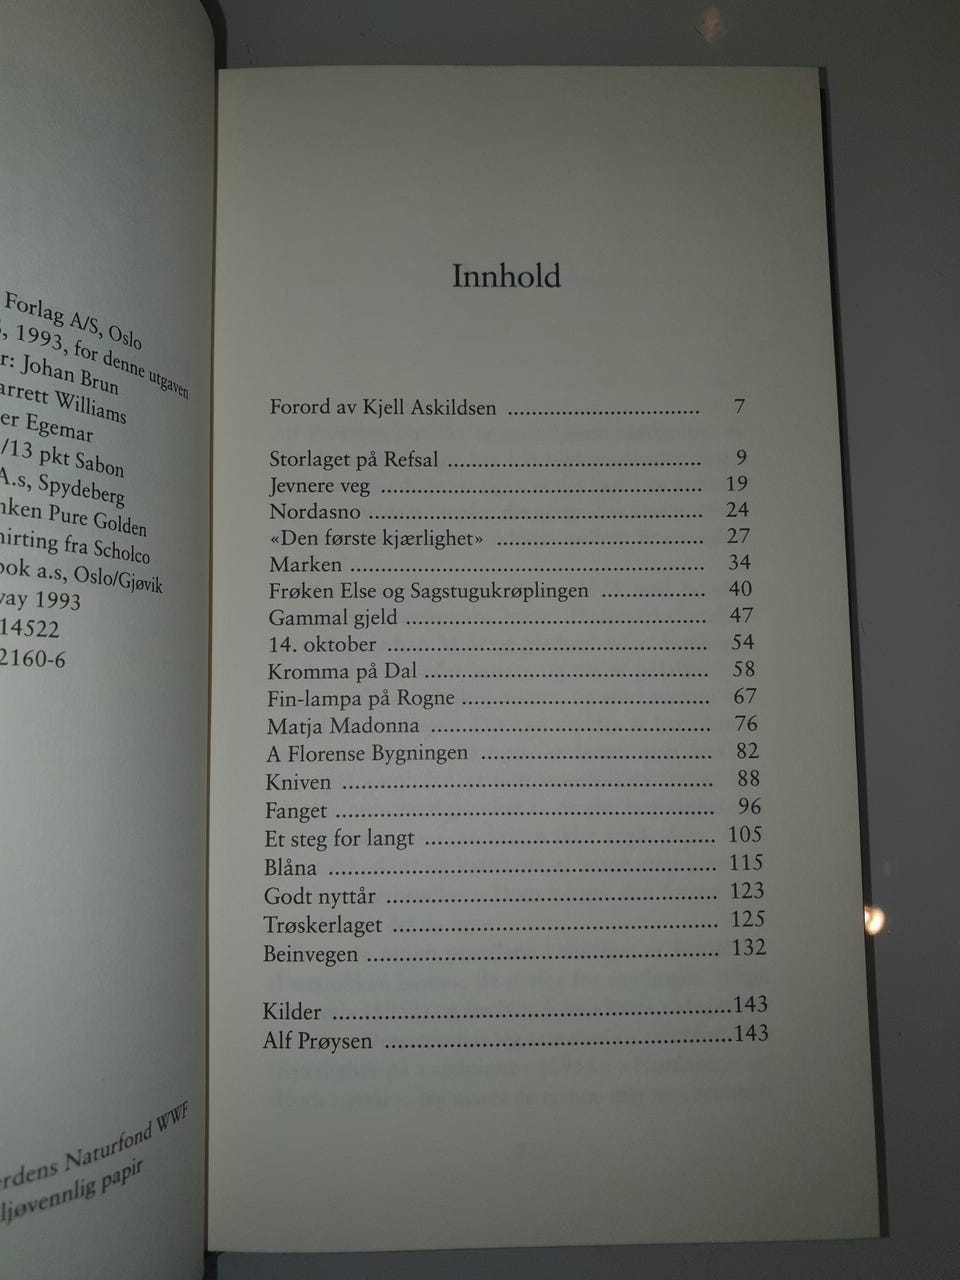 Forlag A/S, Oslo
, 1993, for denne utgaven
r: Johan Brun
arrett Williams
er Egemar
/13 pkt Sabon
A.s, Spydeberg
nken Pure Golden
irting fra Scholco
ok a.s, Oslo/Gjøvik
way 1993
14522
2160-6
rdens Naturfond WWF
ljøvennlig papir
Innhold
Forord av Kjell Askildsen ................................ 7
Storlaget på Refsal .......................................... 9
Jevnere veg ..................................................... 19
Nordasno ........................................................ 24
«Den første kjærlighet» ................................... 27
Marken ........................................................... 34
Frøken Else og Sagstugukrøplingen ................. 40
Gammal gjeld .................................................. 47
14. oktober ..................................................... 54
Kromma på Dal ............................................... 58
Fin-lampa på Rogne ......................................... 67
Matja Madonna .............................................. 76
A Florense Bygningen ...................................... 82
Kniven ............................................................. 88
Fanget .............................................................. 96
Et steg for langt ................................................ 105
Blåna ................................................................ 115
Godt nyttår ...................................................... 123
Trøskerlaget ..................................................... 125
Beinvegen ......................................................... 132
Kilder ..................................................................143
Alf Prøysen ..........................................................143